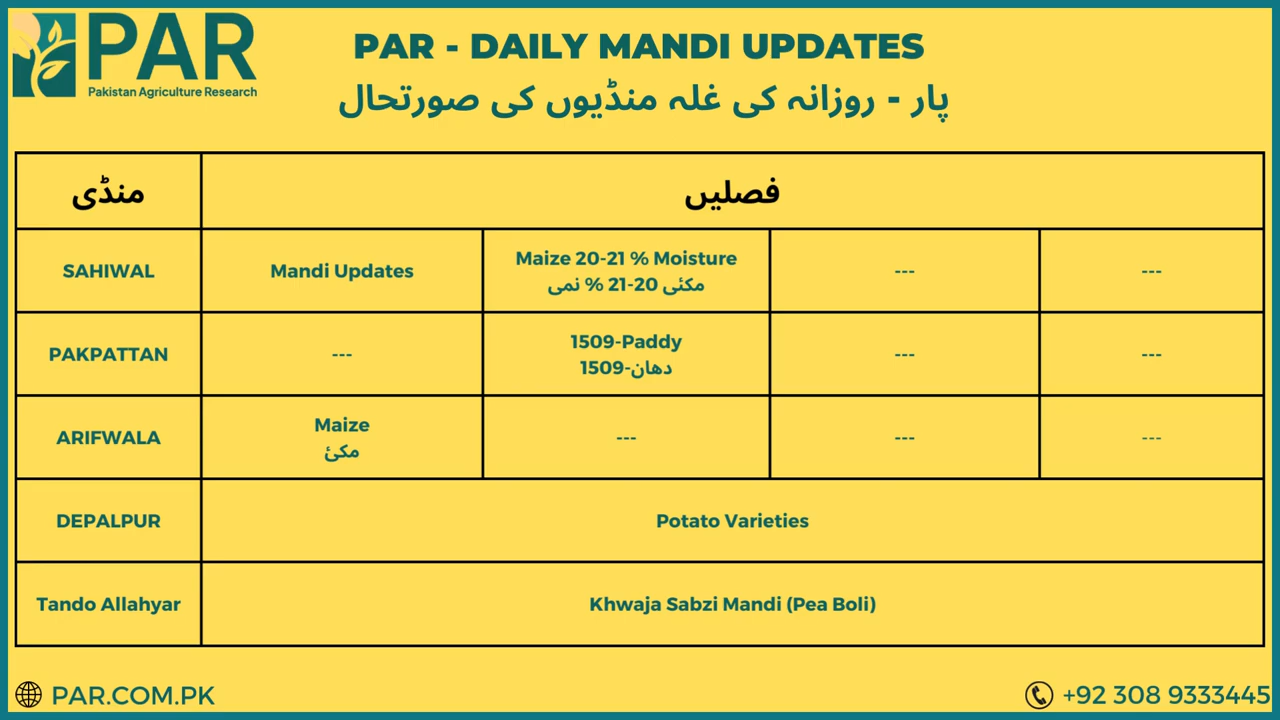 PAR
Pakistan Agriculture Research
PAR - DAILY MANDI UPDATES
پار - روزانہ کی غلہ منڈیوں کی صورتحال
منڈی
فصلیں
SAHIWAL
Mandi Updates
Maize 20-21 % Moisture
مکئی 20-21 % نمی
---
---
PAKPATTAN
---
1509-Paddy
دھان-1509
---
---
ARIFWALA
Maize
مکئ
---
---
---
DEPALPUR
Potato Varieties
Tando Allahyar
Khwaja Sabzi Mandi (Pea Boli)
PAR.COM.PK
+92 308 9333445